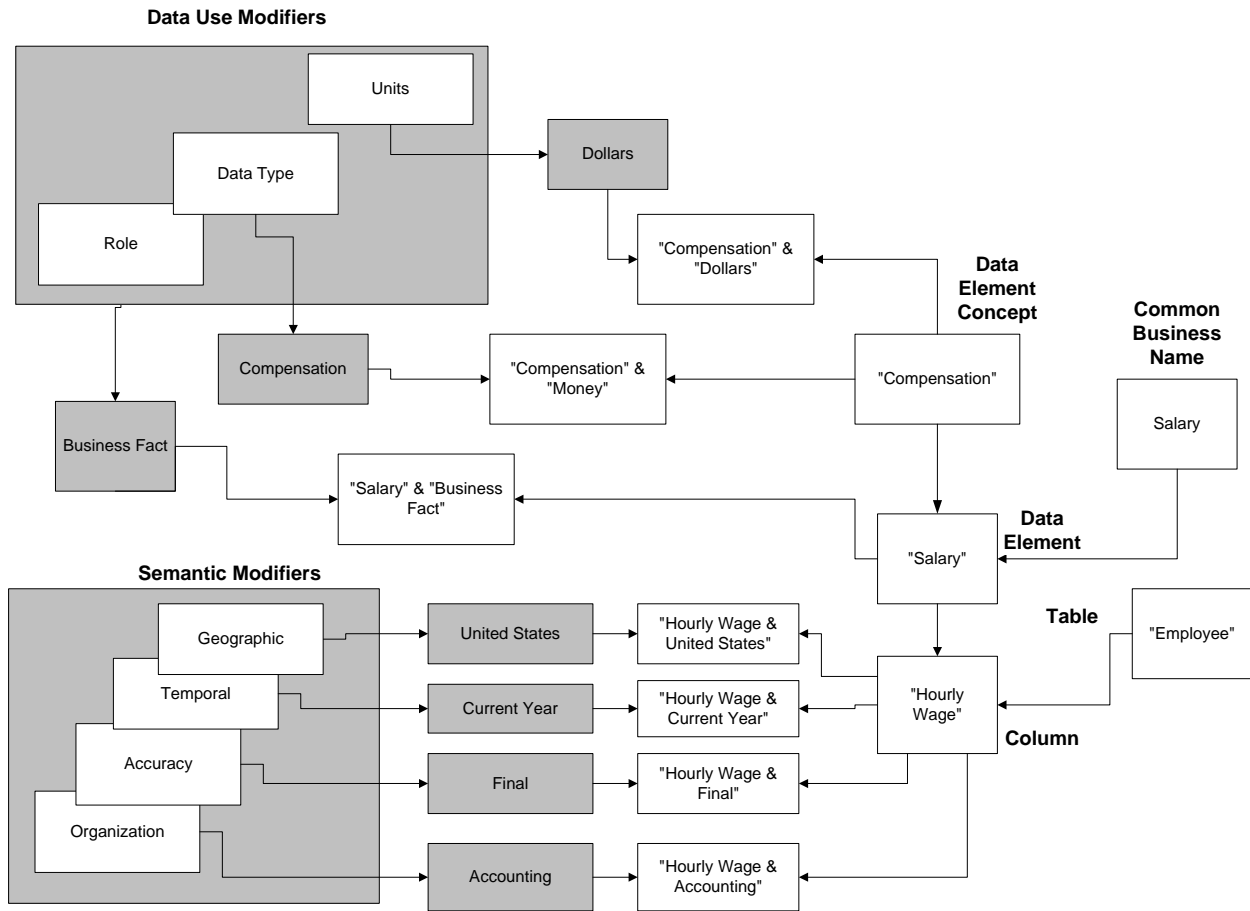 Data Use Modifiers
Units
Dollars
Data Type
Role
"Compensation" &
"Dollars"
Data
Element
Concept
Common
Business
Name
Compensation
"Compensation" &
"Money"
"Compensation"
Salary
Business Fact
"Salary" & "Business
Fact"
Data
Element
"Salary"
Semantic Modifiers
Geographic
United States
"Hourly Wage &
United States"
Table
"Employee"
Temporal
Current Year
"Hourly Wage &
Current Year"
"Hourly
Wage"
Column
Accuracy
Final
"Hourly Wage &
Final"
Organization
Accounting
"Hourly Wage &
Accounting"